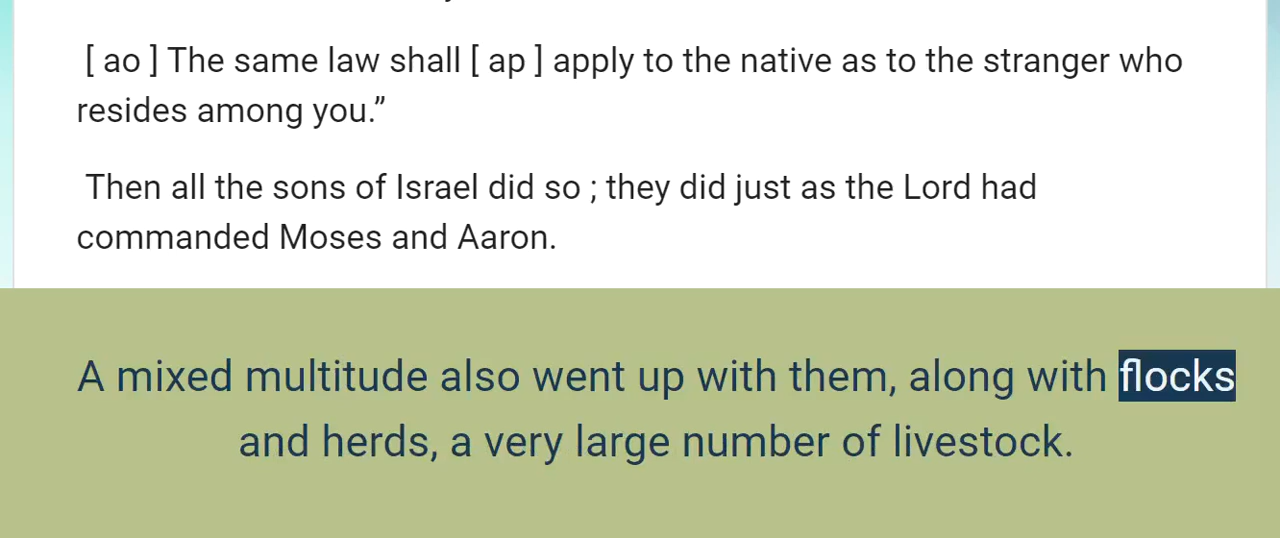 [ ao ] The same law shall [ ap ] apply to the native as to the stranger who
resides among you.”
Then all the sons of Israel did so ; they did just as the Lord had
commanded Moses and Aaron.
A mixed multitude also went up with them, along with flocks
and herds, a very large number of livestock.